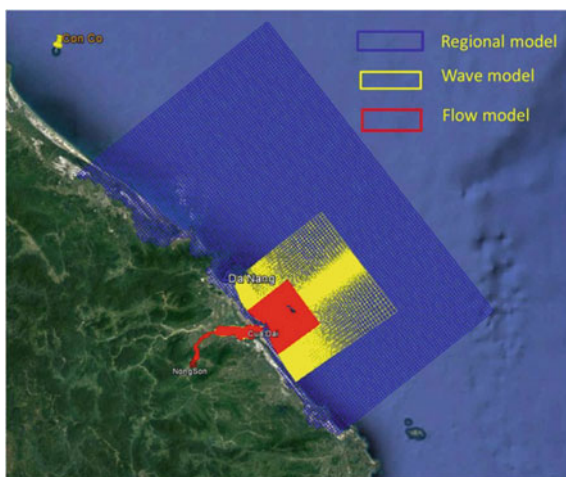 Con Co
Regional model
Wave model
Flow model
Da Nang
Cua Dai
NongSon